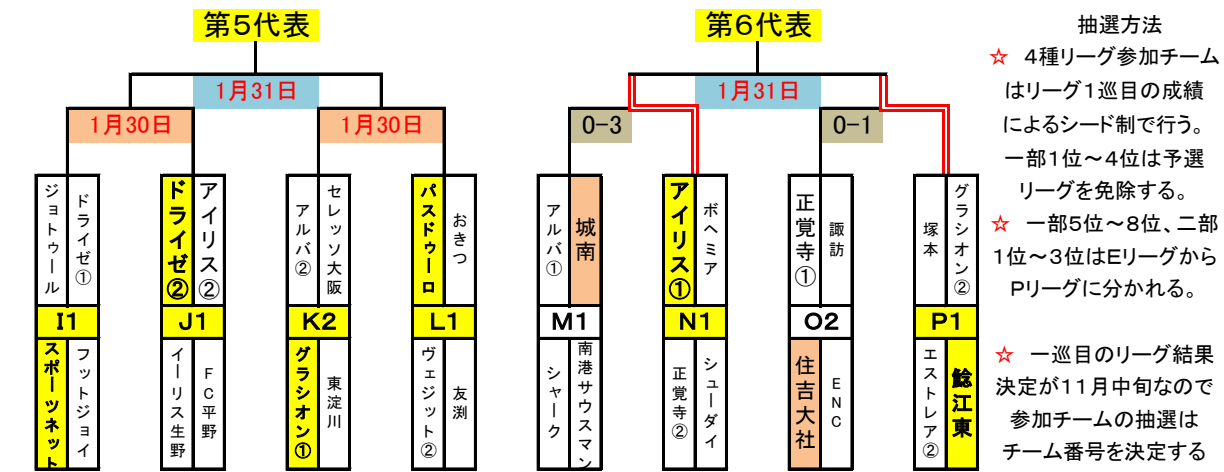 第5代表
第6代表
1月31日
1月31日
1月30日
1月30日
0-3
0-1
ジョトゥール
ドライゼ①
ドライゼ②
アイリス②
アルバ②
セレッソ大阪
パスドゥーロ
おきつ
アルバ①
城南
アイリス①
ボヘミア
正覚寺①
諏訪
塚本
グラシオン②
I1
J1
K2
L1
M1
N1
O2
P1
スポーツネット
フットジョイ
イーリス生野
FC平野
グラシオン①
東淀川
ヴェジット②
友渕
シャーク
南港サウスマン
正覚寺②
シューダイ
住吉大社
ENC
エストレア②
鯰江東
抽選方法
☆ 4種リーグ参加チーム
はリーグ1巡目の成績
によるシード制で行う。
一部1位～4位は予選
リーグを免除する。
☆ 一部5位～8位、二部
1位～3位はEリーグから
Pリーグに分かれる。
☆ 一巡目のリーグ結果
決定が11月中旬なので
参加チームの抽選は
チーム番号を決定する